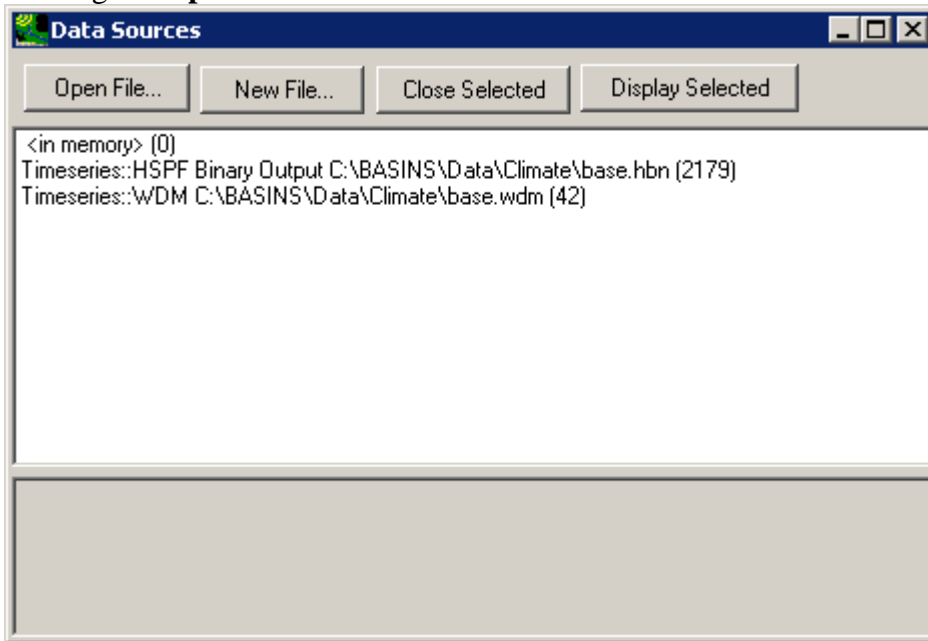 Data Sources
Open File... New File... Close Selected Display Selected
<in memory> (0)
Timeseries::HSPF Binary Output C:\BASINS\Data\Climate\base.hbn (2179)
Timeseries::WDM C:\BASINS\Data\Climate\base.wdm (42)